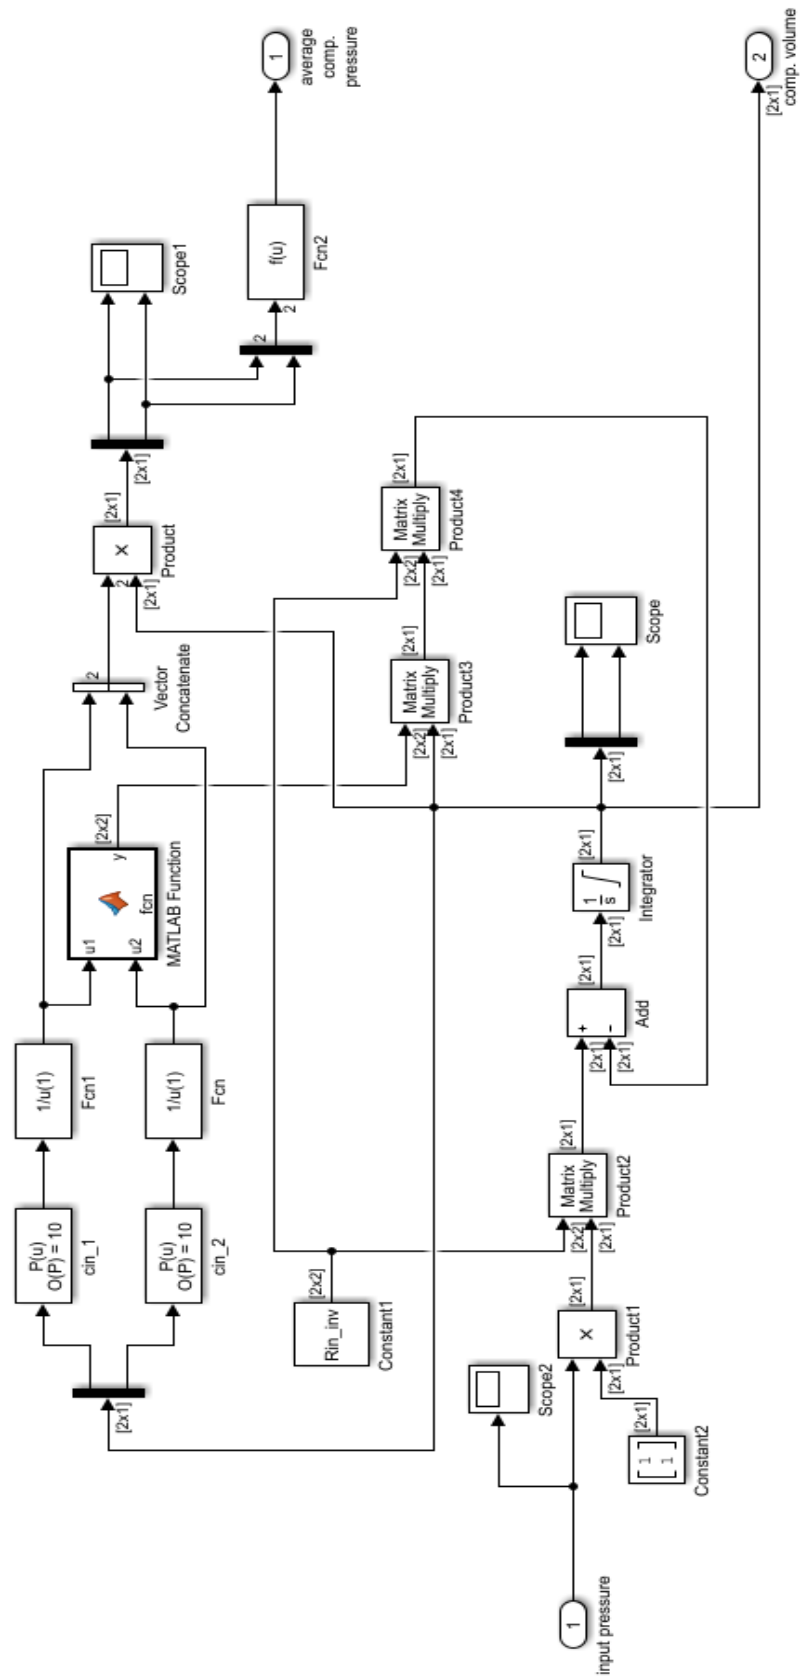 P(u)
O(P) = 10
cin_1
1/u(1)
Fcn1
[2x1]
P(u)
O(P) = 10
cin_2
1/u(1)
Fcn
u1
u2
y
fcn
MATLAB Function
[2x2]
2
Vector
Concatenate
2
[2x1]
×
Product
[2x1]
[2x1]
Scope1
2
2
f(u)
Fcn2
1
average
comp.
pressure
Rin_inv
Constant1
[2x2]
[2x2]
[2x1]
Matrix
Multiply
Product3
[2x1]
[2x2]
[2x1]
Matrix
Multiply
Product4
[2x1]
1
input pressure
Scope2
[ 1
1 ]
Constant2
[2x1]
[2x1]
×
Product1
[2x1]
[2x2]
[2x1]
Matrix
Multiply
Product2
[2x1]
[2x1]
[2x1]
+
−
Add
[2x1]
[2x1]
1
s
Integrator
[2x1]
[2x1]
Scope
2
[2x1]
comp. volume